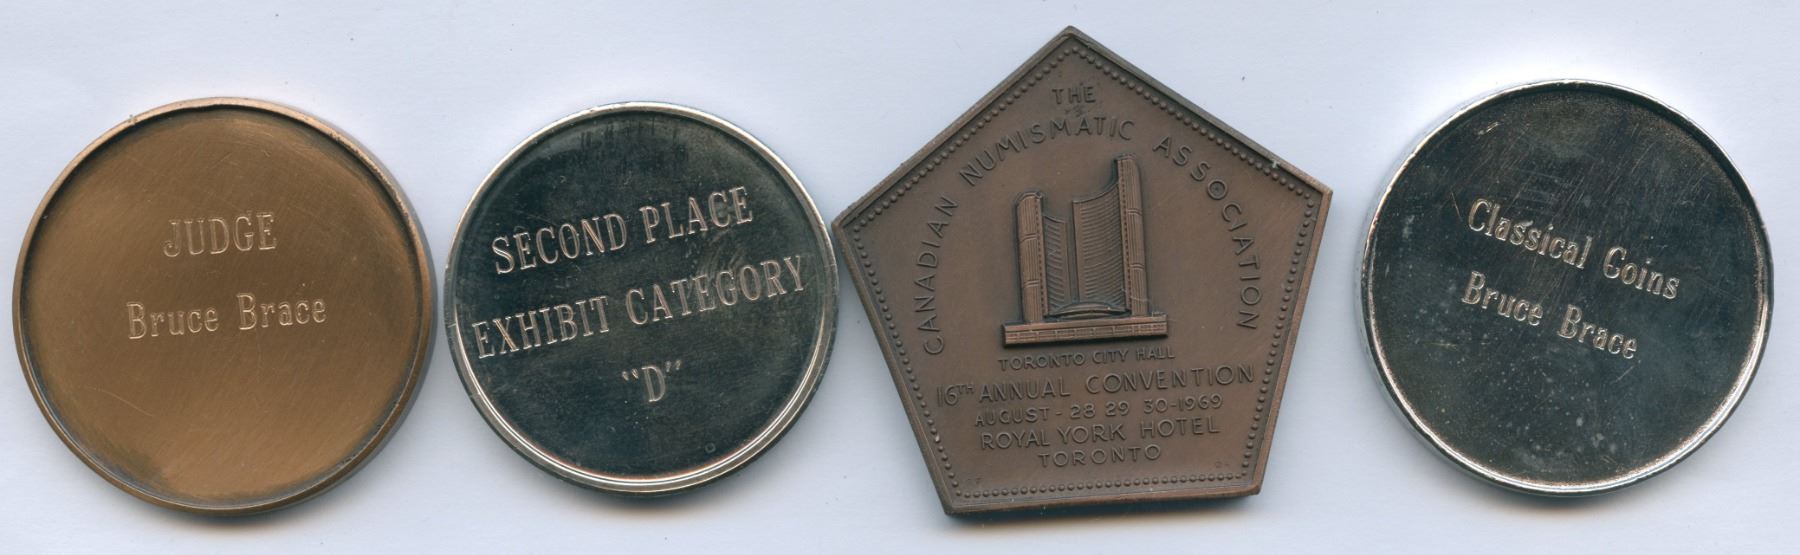 JUDGE
Bruce Brace
SECOND PLACE
EXHIBIT CATEGORY
"D"
THE
CANADIAN NUMISMATIC ASSOCIATION
TORONTO CITY HALL
16TH ANNUAL CONVENTION
AUGUST - 28 29 30-1969
ROYAL YORK HOTEL
TORONTO
Classical Coins
Bruce Brace